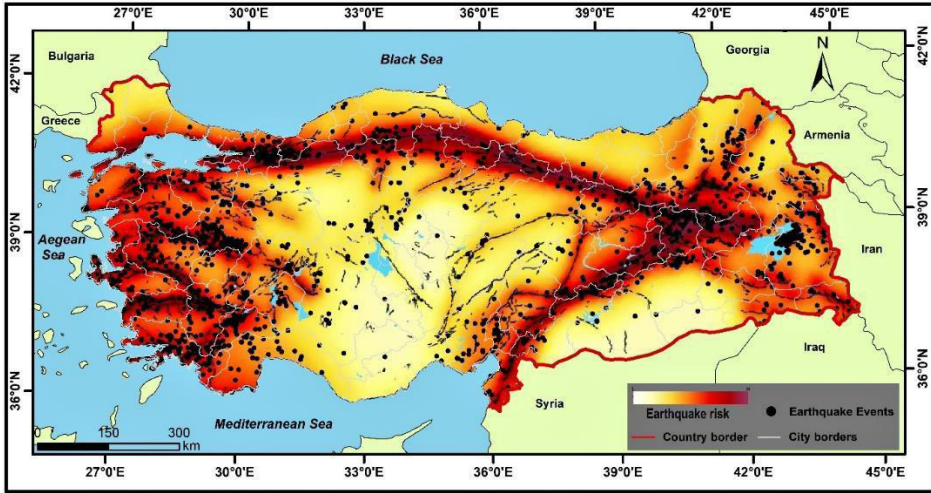 27°0'E 30°0'E 33°0'E 36°0'E 39°0'E 42°0'E 45°0'E
42°0'N
39°0'N
36°0'N
Bulgaria
Black Sea
Georgia
N
Greece
Armenia
Aegean
Sea
Iran
Iraq
Syria
Mediterranean Sea
Earthquake risk
Earthquake Events
Country border
City borders
0 150 300
km
42°0'N
39°0'N
36°0'N
27°0'E 30°0'E 33°0'E 36°0'E 39°0'E 42°0'E 45°0'E